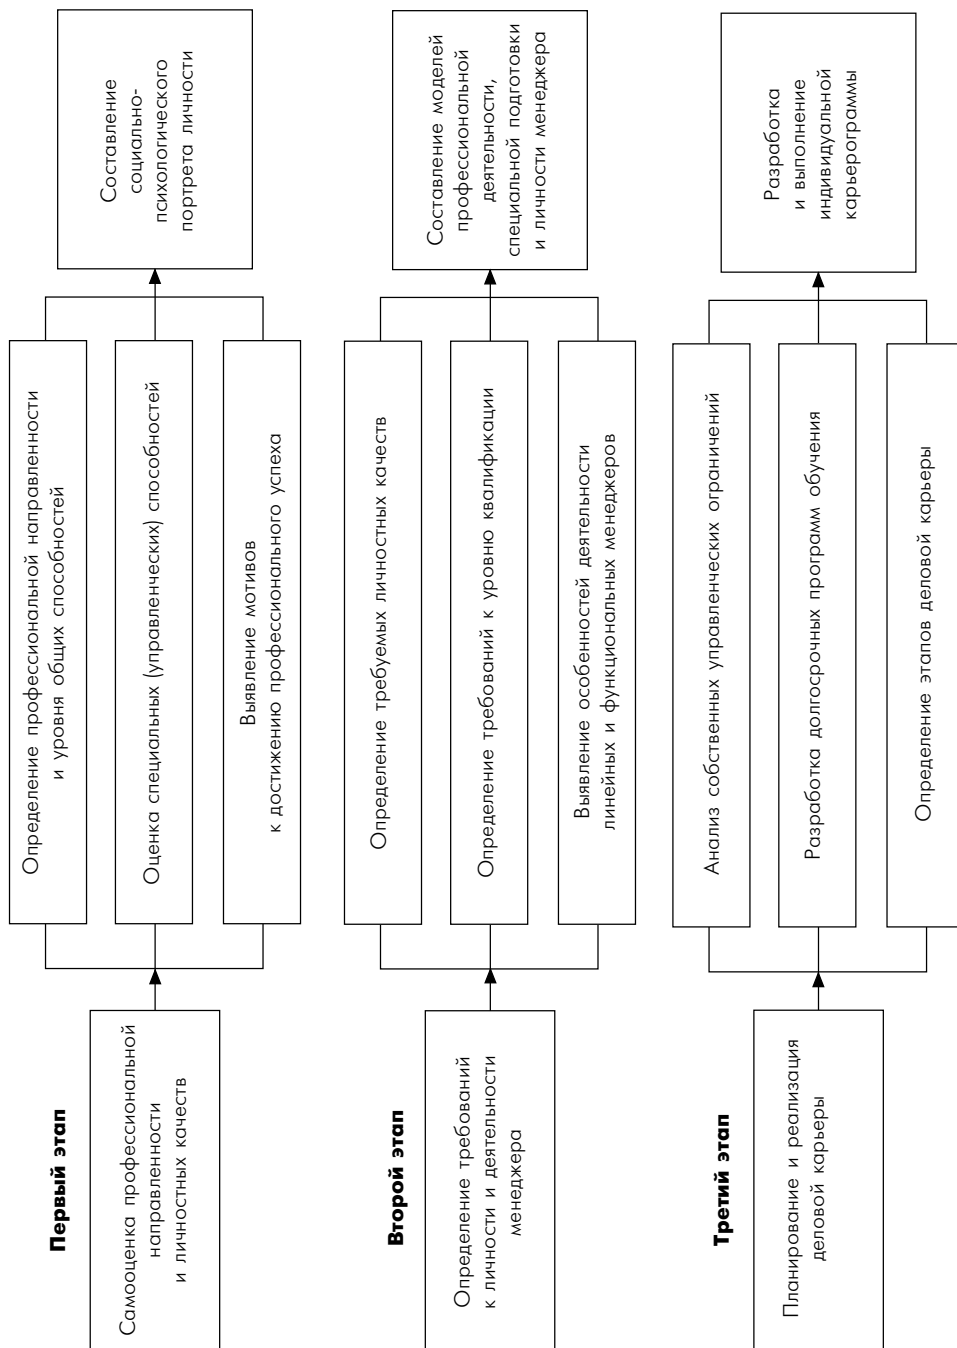 Первый этап
Самооценка профессиональной
направленности
и личностных качеств
Определение профессиональной направленности
и уровня общих способностей
Оценка специальных (управленческих) способностей
Выявление мотивов
к достижению профессионального успеха
Составление
социально-
психологического
портрета личности
Второй этап
Определение требований
к личности и деятельности
менеджера
Определение требуемых личностных качеств
Определение требований к уровню квалификации
Выявление особенностей деятельности
линейных и функциональных менеджеров
Составление моделей
профессиональной
деятельности,
специальной подготовки
и личности менеджера
Третий этап
Планирование и реализация
деловой карьеры
Анализ собственных управленческих ограничений
Разработка долгосрочных программ обучения
Определение этапов деловой карьеры
Разработка
и выполнение
индивидуальной
карьерограммы